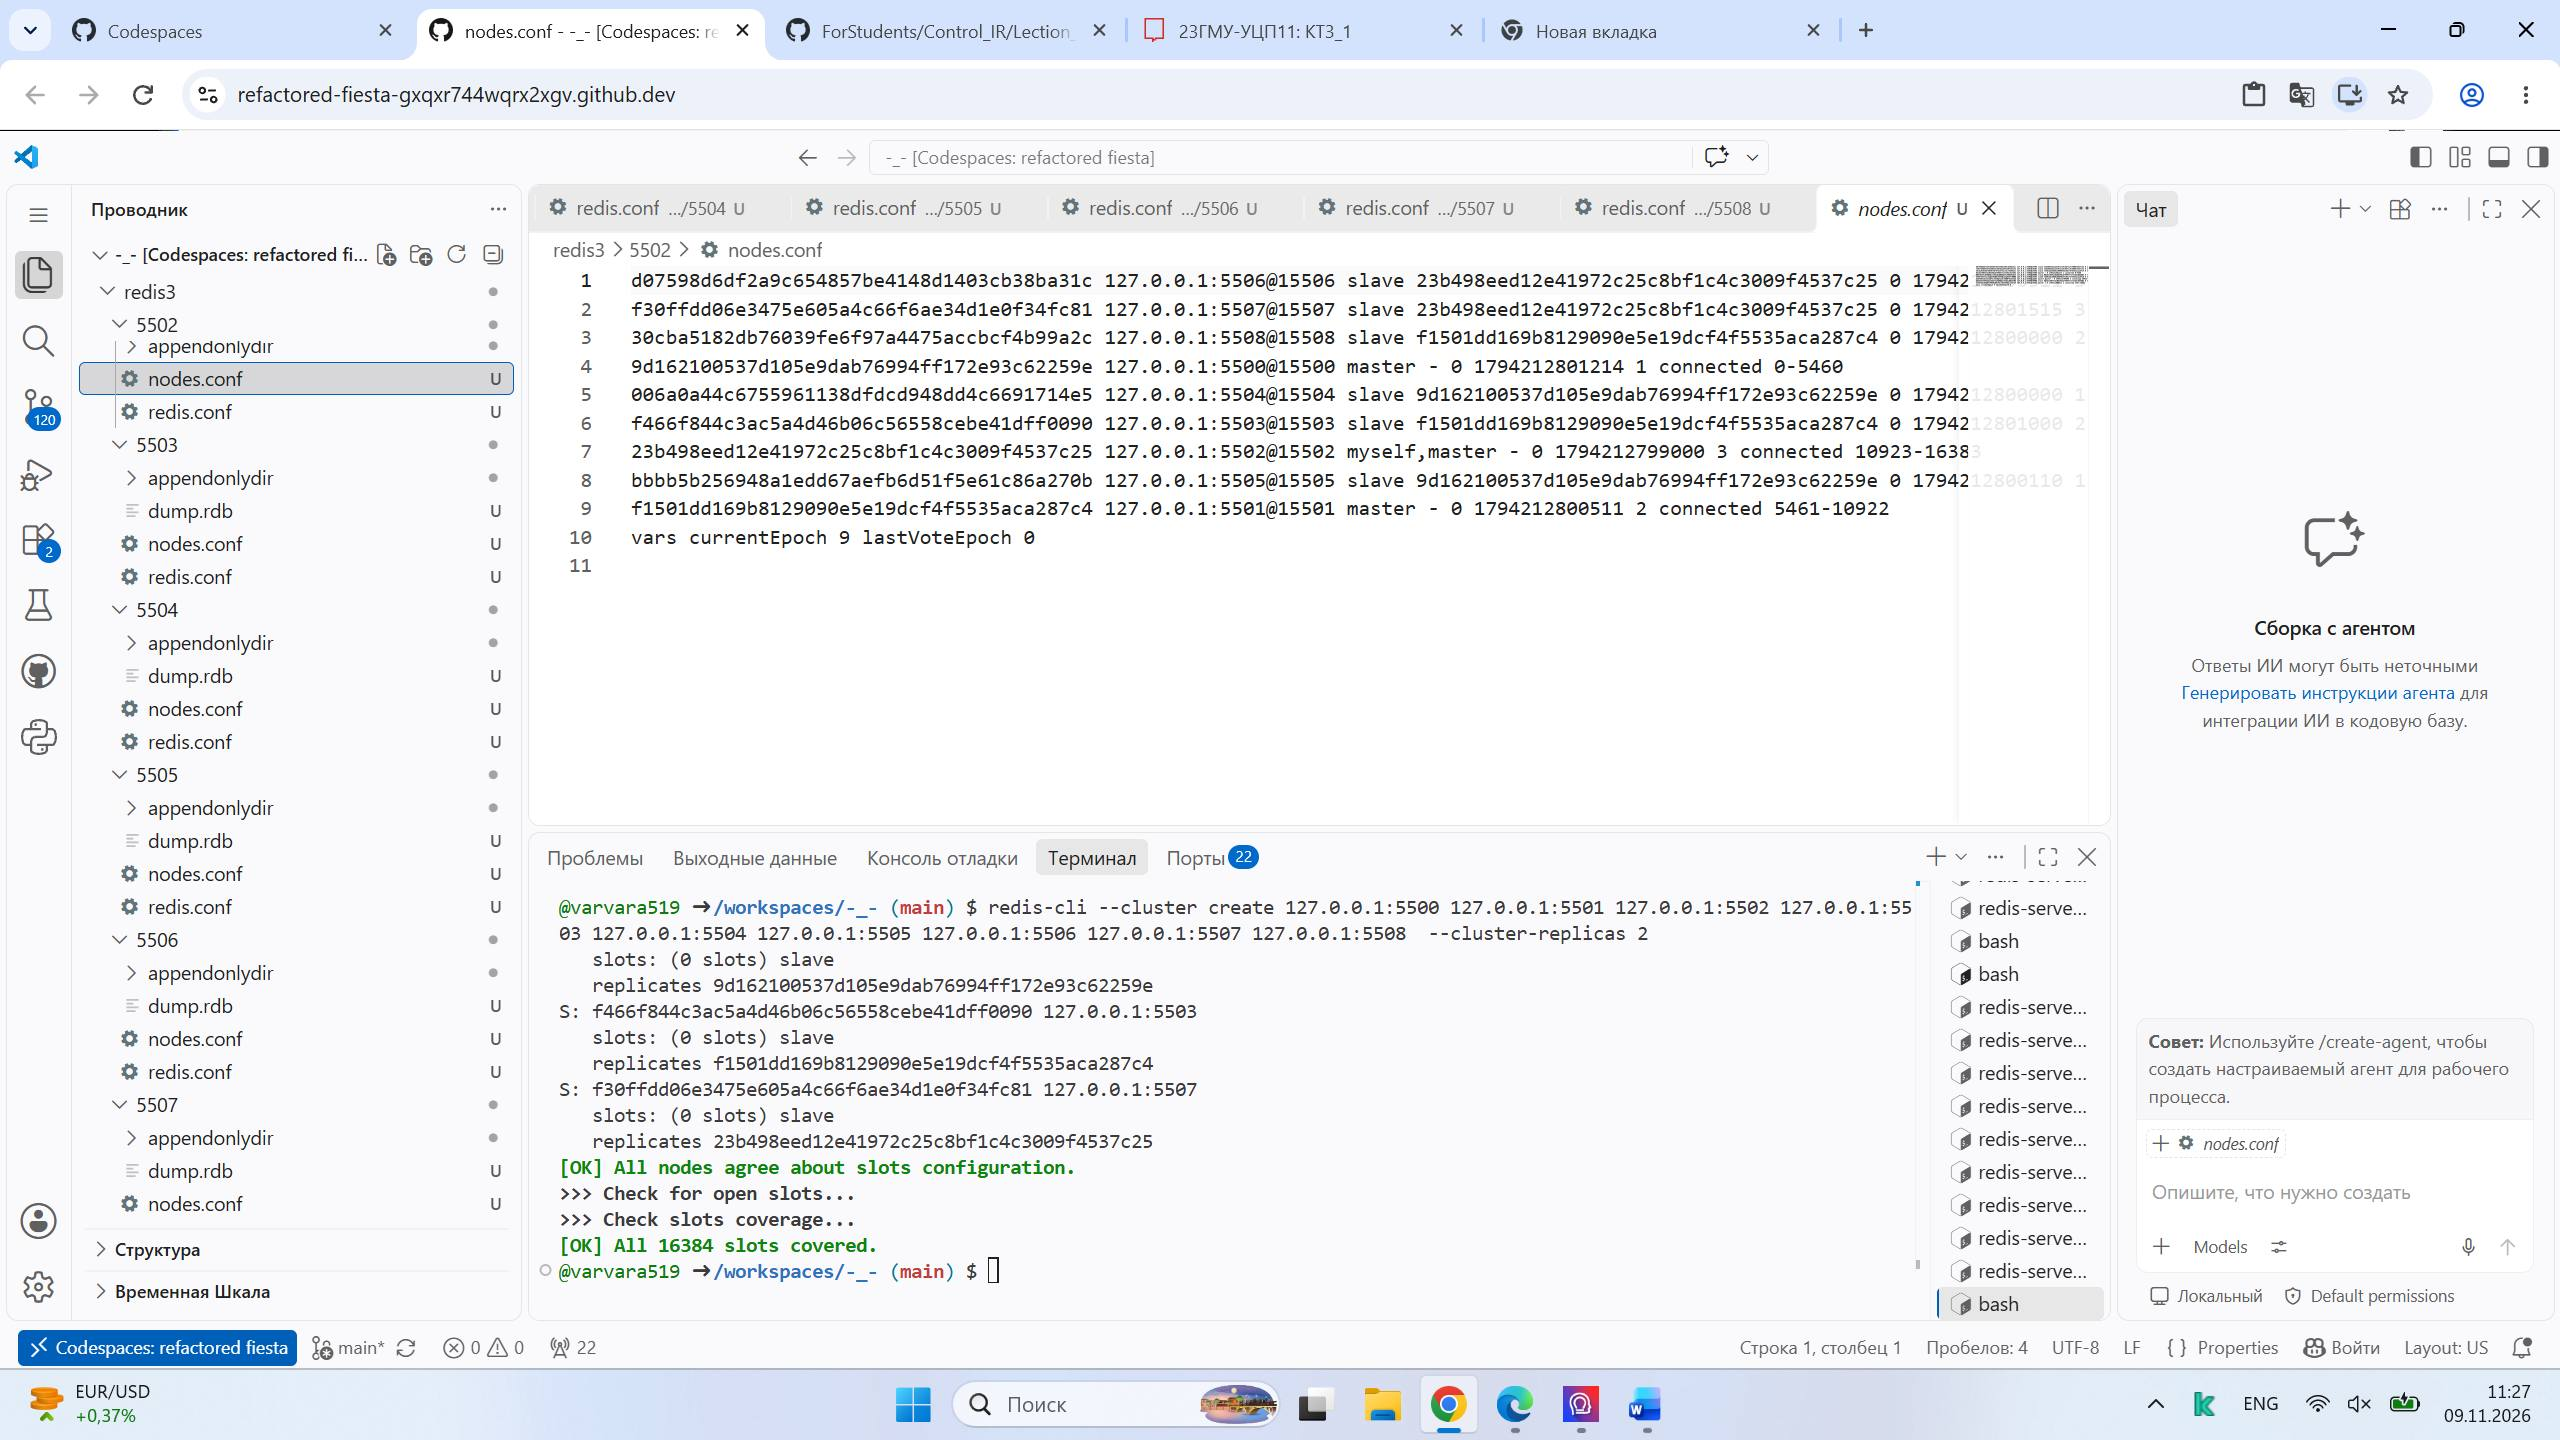 Codespaces
nodes.conf - -_- [Codespaces: re
ForStudents/Control_IR/Lection_
23ГМУ-УЦП11: КТ3_1
Новая вкладка
refactored-fiesta-gxqxr744wqrx2xgv.github.dev
-_- [Codespaces: refactored fiesta]
Проводник
-_- [Codespaces: refactored fi...
redis3
5502
appendonlydir
nodes.conf U
redis.conf U
5503
appendonlydir
dump.rdb U
nodes.conf U
redis.conf U
5504
appendonlydir
dump.rdb U
nodes.conf U
redis.conf U
5505
appendonlydir
dump.rdb U
nodes.conf U
redis.conf U
5506
appendonlydir
dump.rdb U
nodes.conf U
redis.conf U
5507
appendonlydir
dump.rdb U
nodes.conf U
Структура
Временная Шкала
120
2
redis.conf .../5504 U
redis.conf .../5505 U
redis.conf .../5506 U
redis.conf .../5507 U
redis.conf .../5508 U
nodes.conf U
redis3 > 5502 > nodes.conf
1 d07598d6df2a9c654857be4148d1403cb38ba31c 127.0.0.1:5506@15506 slave 23b498eed12e41972c25c8bf1c4c3009f4537c25 0 17942
2 f30ffdd06e3475e605a4c66f6ae34d1e0f34fc81 127.0.0.1:5507@15507 slave 23b498eed12e41972c25c8bf1c4c3009f4537c25 0 1794212801515 3
3 30cba5182db76039fe6f97a4475accbcf4b99a2c 127.0.0.1:5508@15508 slave f1501dd169b8129090e5e19dcf4f5535aca287c4 0 1794212800000 2
4 9d162100537d105e9dab76994ff172e93c62259e 127.0.0.1:5500@15500 master - 0 1794212801214 1 connected 0-5460
5 006a0a44c6755961138dfdcd948dd4c6691714e5 127.0.0.1:5504@15504 slave 9d162100537d105e9dab76994ff172e93c62259e 0 1794212800000 1
6 f466f844c3ac5a4d46b06c56558cebe41dff0090 127.0.0.1:5503@15503 slave f1501dd169b8129090e5e19dcf4f5535aca287c4 0 1794212801000 2
7 23b498eed12e41972c25c8bf1c4c3009f4537c25 127.0.0.1:5502@15502 myself,master - 0 1794212799000 3 connected 10923-16383
8 bbbb5b256948a1edd67aefb6d51f5e61c86a270b 127.0.0.1:5505@15505 slave 9d162100537d105e9dab76994ff172e93c62259e 0 1794212800110 1
9 f1501dd169b8129090e5e19dcf4f5535aca287c4 127.0.0.1:5501@15501 master - 0 1794212800511 2 connected 5461-10922
10 vars currentEpoch 9 lastVoteEpoch 0
11
Проблемы Выходные данные Консоль отладки Терминал Порты 22
@varvara519 ➜/workspaces/-_- (main) $ redis-cli --cluster create 127.0.0.1:5500 127.0.0.1:5501 127.0.0.1:5502 127.0.0.1:55
03 127.0.0.1:5504 127.0.0.1:5505 127.0.0.1:5506 127.0.0.1:5507 127.0.0.1:5508  --cluster-replicas 2
slots: (0 slots) slave
replicates 9d162100537d105e9dab76994ff172e93c62259e
S: f466f844c3ac5a4d46b06c56558cebe41dff0090 127.0.0.1:5503
slots: (0 slots) slave
replicates f1501dd169b8129090e5e19dcf4f5535aca287c4
S: f30ffdd06e3475e605a4c66f6ae34d1e0f34fc81 127.0.0.1:5507
slots: (0 slots) slave
replicates 23b498eed12e41972c25c8bf1c4c3009f4537c25
[OK] All nodes agree about slots configuration.
>>> Check for open slots...
>>> Check slots coverage...
[OK] All 16384 slots covered.
@varvara519 ➜/workspaces/-_- (main) $
redis-serve...
bash
bash
redis-serve...
redis-serve...
redis-serve...
redis-serve...
redis-serve...
redis-serve...
redis-serve...
redis-serve...
redis-serve...
bash
Чат
Сборка с агентом
Ответы ИИ могут быть неточными
Генерировать инструкции агента для
интеграции ИИ в кодовую базу.
Совет: Используйте /create-agent, чтобы
создать настраиваемый агент для рабочего
процесса.
nodes.conf
Опишите, что нужно создать
Models
Локальный Default permissions
Codespaces: refactored fiesta main* 0 0 22
Строка 1, столбец 1 Пробелов: 4 UTF-8 LF { } Properties Войти Layout: US
EUR/USD
+0,37%
Поиск
ENG
11:27
09.11.2026